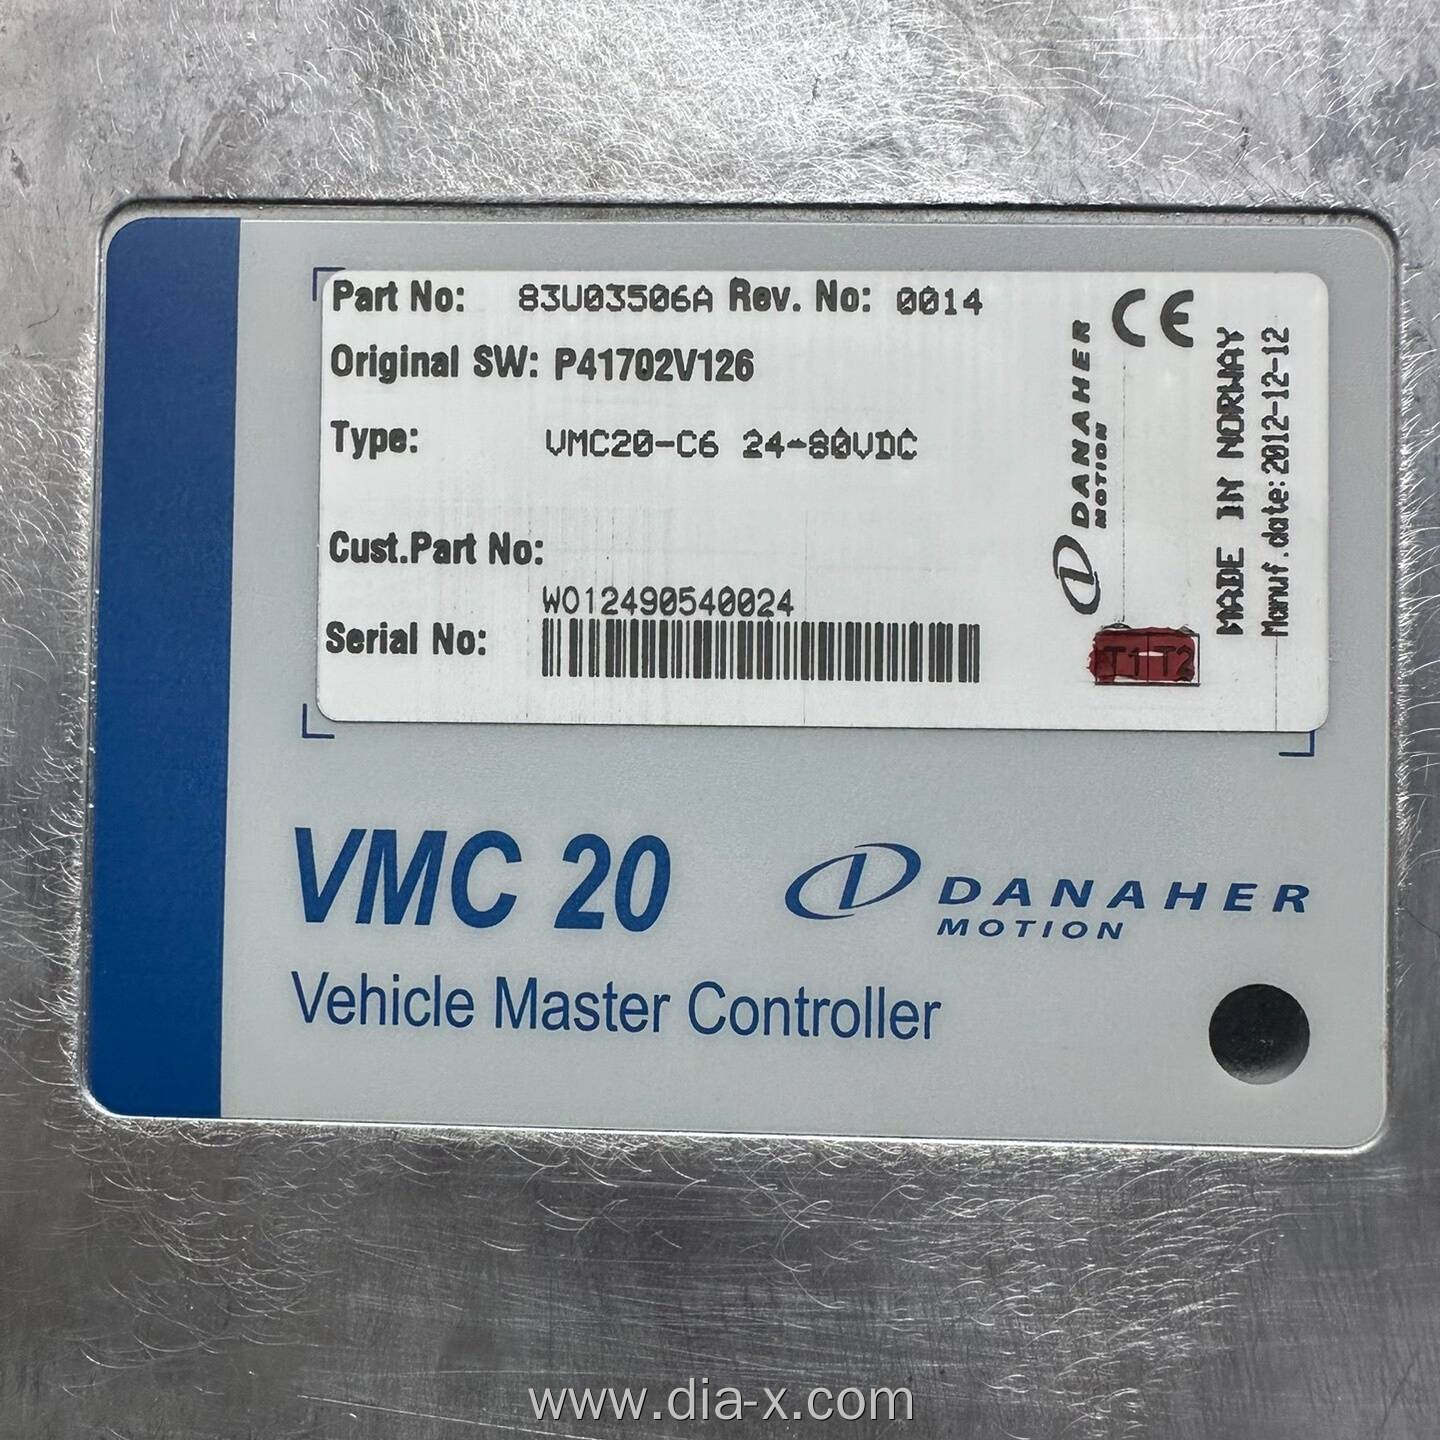 Part No: 83U03506A Rev. No: 0014
Original SW: P41702V126
Type: VMC20-C6 24-80VDC
Cust.Part No:
W012490540024
Serial No:
CE
DANAHER
MOTION
MADE IN NORWAY
Manuf.date:2012-12-12
T1 T2
VMC 20
DANAHER
MOTION
Vehicle Master Controller
www.dia-x.com